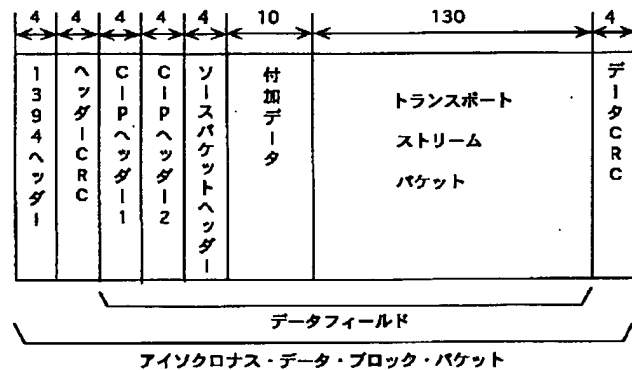 4 4 4 4 4 10 130 4
1394ヘッダー
ヘッダーCRC
CIPヘッダー1
CIPヘッダー2
ソースパケットヘッダー
付加データ
トランスポート
ストリーム
パケット
データCRC
データフィールド
アイソクロナス・データ・ブロック・パケット